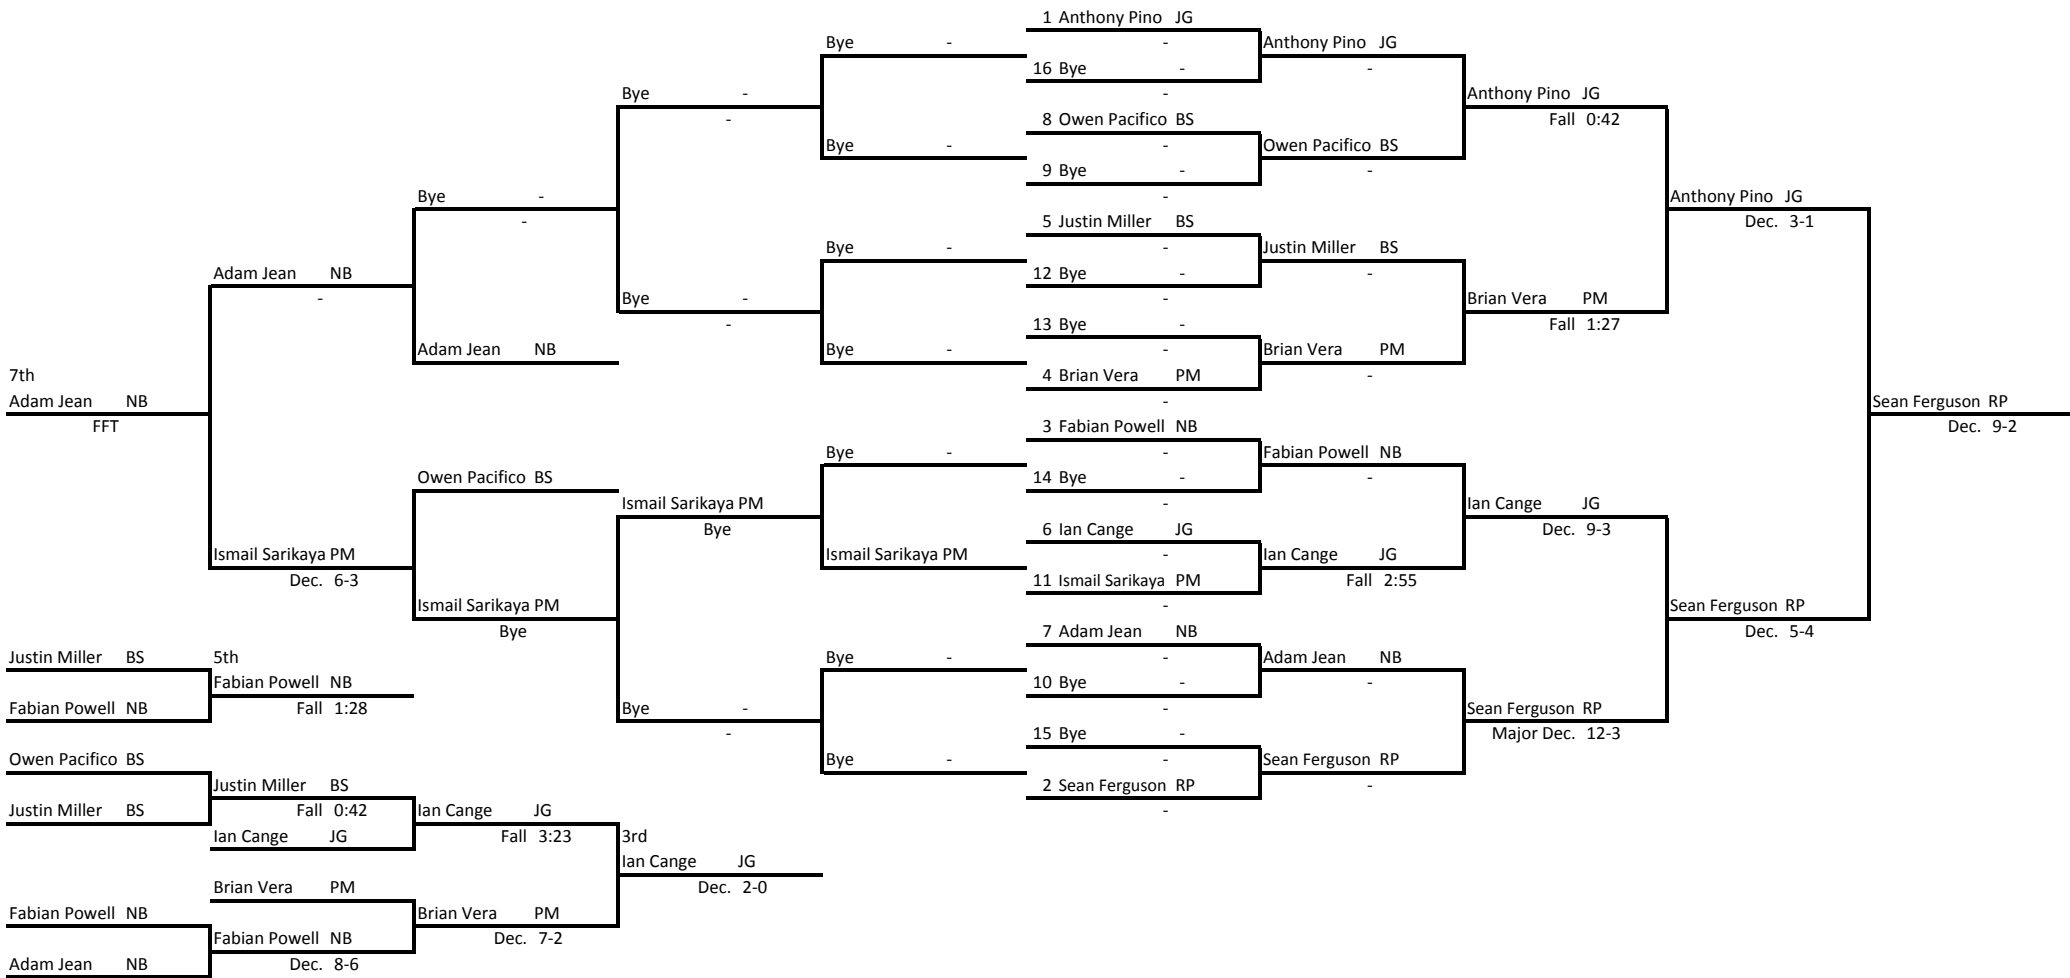 1 Anthony Pino JG
Bye - - Anthony Pino JG
16 Bye - -
Bye - - Anthony Pino JG
- 8 Owen Pacifico BS Fall 0:42
Bye - - Owen Pacifico BS
9 Bye - -
Bye - - Anthony Pino JG
- 5 Justin Miller BS Dec. 3-1
Bye - - Justin Miller BS
Adam Jean NB 12 Bye - -
- Bye - - Brian Vera PM
- 13 Bye - Fall 1:27
Adam Jean NB Bye - - Brian Vera PM
7th 4 Brian Vera PM -
Adam Jean NB - Sean Ferguson RP
FFT 3 Fabian Powell NB Dec. 9-2
Bye - - Fabian Powell NB
Owen Pacifico BS 14 Bye - -
Ismail Sarikaya PM - Ian Cange JG
Bye 6 Ian Cange JG Dec. 9-3
Ismail Sarikaya PM Ismail Sarikaya PM - Ian Cange JG
Dec. 6-3 11 Ismail Sarikaya PM Fall 2:55
Ismail Sarikaya PM - Sean Ferguson RP
Bye 7 Adam Jean NB Dec. 5-4
Justin Miller BS 5th Bye - - Adam Jean NB
Fabian Powell NB 10 Bye - -
Fabian Powell NB Fall 1:28 Bye - - Sean Ferguson RP
- 15 Bye - Major Dec. 12-3
Owen Pacifico BS Bye - - Sean Ferguson RP
Justin Miller BS 2 Sean Ferguson RP -
Justin Miller BS Fall 0:42 Ian Cange JG -
Ian Cange JG Fall 3:23 3rd
Ian Cange JG
Brian Vera PM Dec. 2-0
Fabian Powell NB Brian Vera PM
Fabian Powell NB Dec. 7-2
Adam Jean NB Dec. 8-6